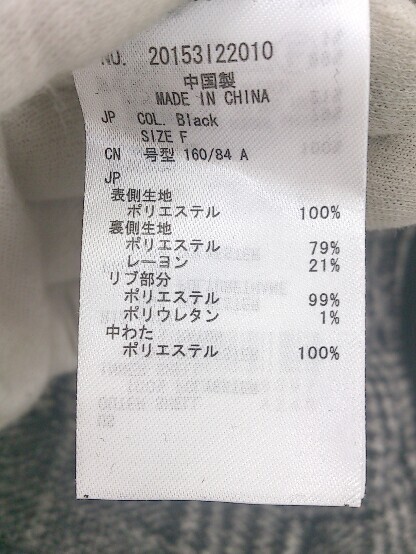 NO. 20153122010
中国製
MADE IN CHINA
JP COL. Black
SIZE F
CN 号型 160/84 A
JP
表側生地
ポリエステル 100%
裏側生地
ポリエステル 79%
レーヨン 21%
リブ部分
ポリエステル 99%
ポリウレタン 1%
中わた
ポリエステル 100%